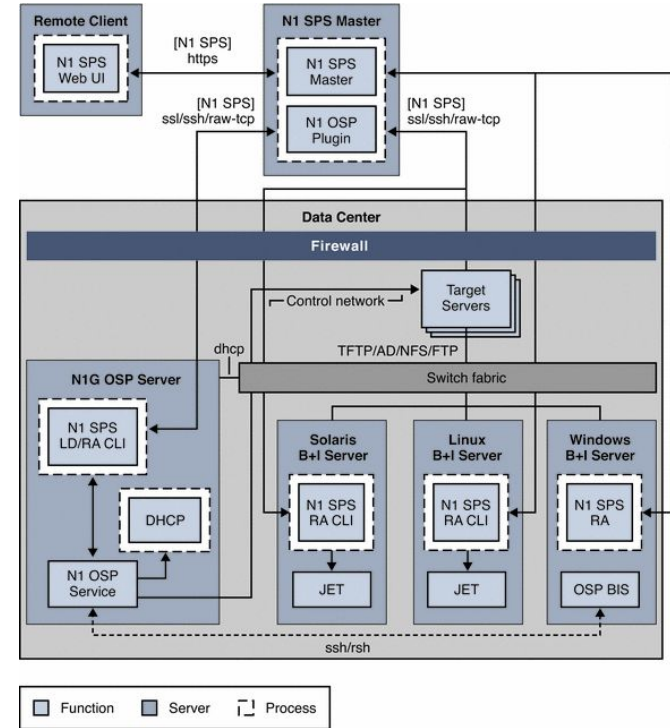 Remote Client
N1 SPS
Web UI
[N1 SPS]
https
N1 SPS Master
N1 SPS
Master
N1 OSP
Plugin
[N1 SPS]
ssl/ssh/raw-tcp
[N1 SPS]
ssl/ssh/raw-tcp
Data Center
Firewall
Control network
Target
Servers
dhcp
TFTP/AD/NFS/FTP
Switch fabric
N1G OSP Server
N1 SPS
LD/RA CLI
DHCP
N1 OSP
Service
Solaris
B+I Server
N1 SPS
RA CLI
JET
Linux
B+I Server
N1 SPS
RA CLI
JET
Windows
B+I Server
N1 SPS
RA
OSP BIS
ssh/rsh
Function
Server
Process